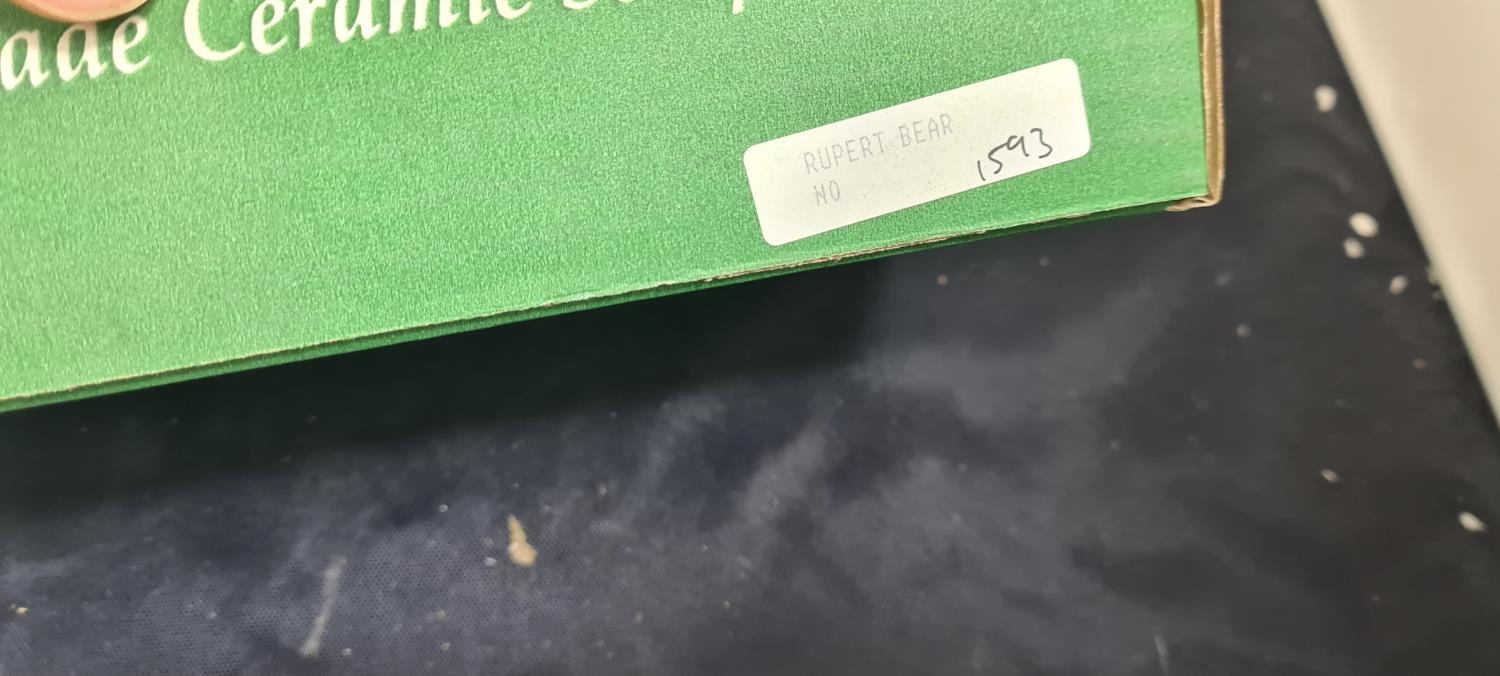 ade Ceramic
RUPERT BEAR
NO 1593